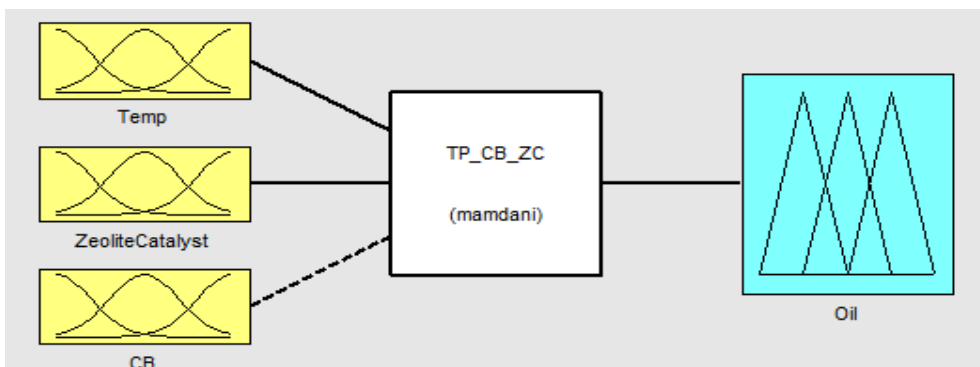 Temp
TP_CB_ZC
(mamdani)
ZeoliteCatalyst
Oil
CB